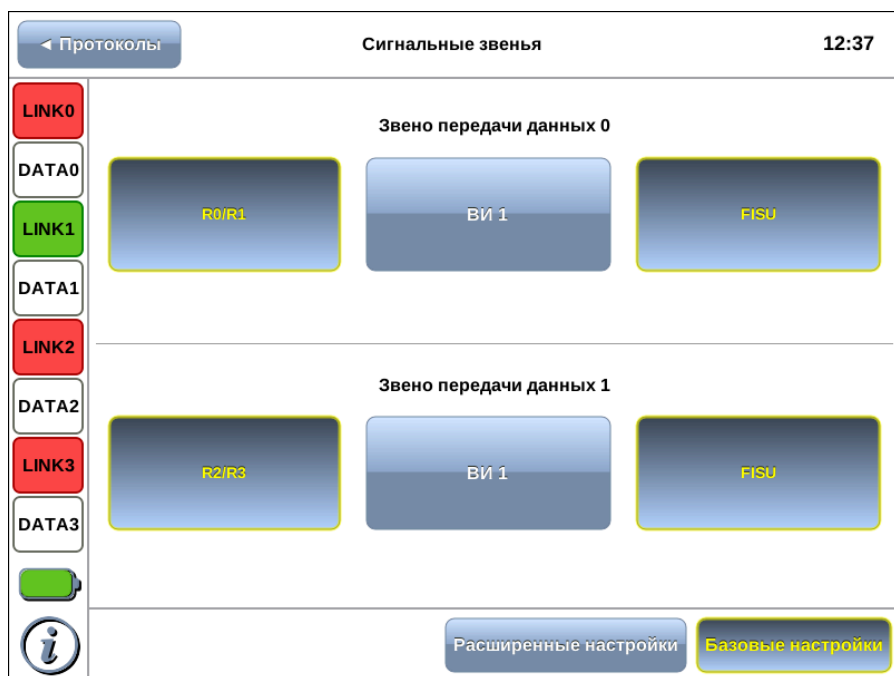 ◄ Протоколы
Сигнальные звенья
12:37
LINK0
DATA0
LINK1
DATA1
LINK2
DATA2
LINK3
DATA3
i
Звено передачи данных 0
R0/R1
ВИ 1
FISU
Звено передачи данных 1
R2/R3
ВИ 1
FISU
Расширенные настройки
Базовые настройки